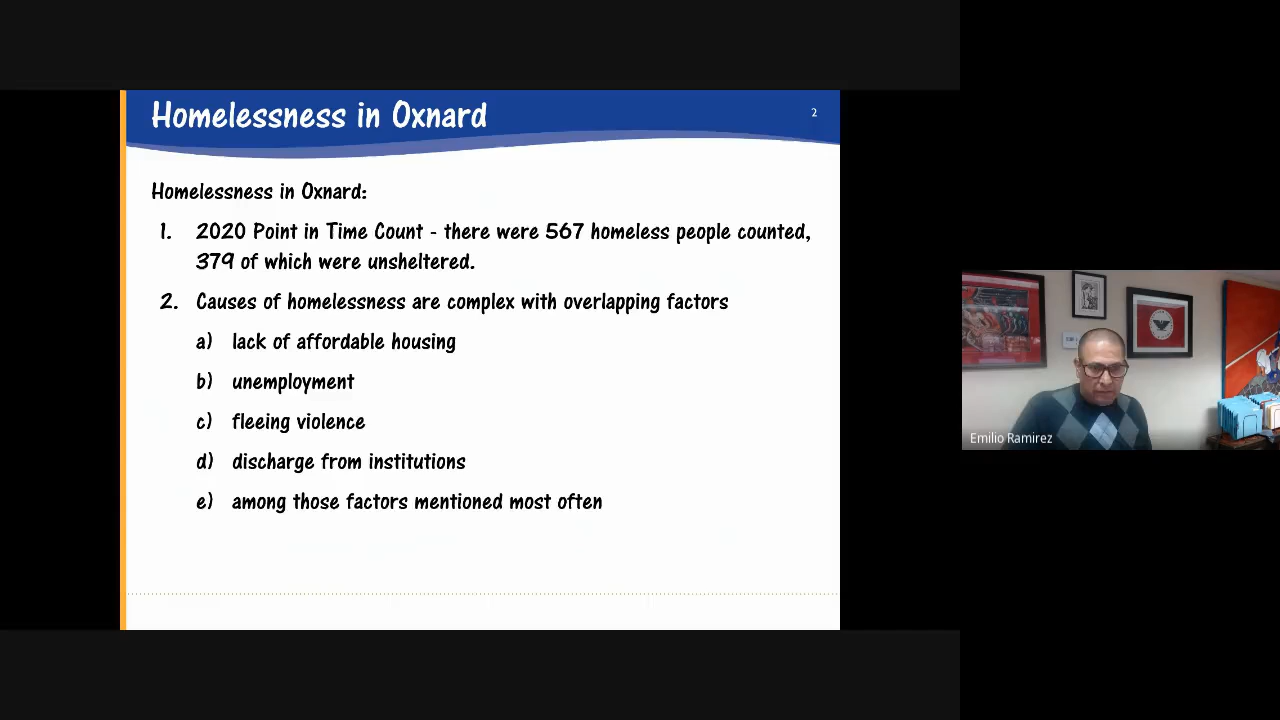 Homelessness in Oxnard
2
Homelessness in Oxnard:
1. 2020 Point in Time Count - there were 567 homeless people counted,
379 of which were unsheltered.
2. Causes of homelessness are complex with overlapping factors
a) lack of affordable housing
b) unemployment
c) fleeing violence
d) discharge from institutions
e) among those factors mentioned most often
Emilio Ramirez